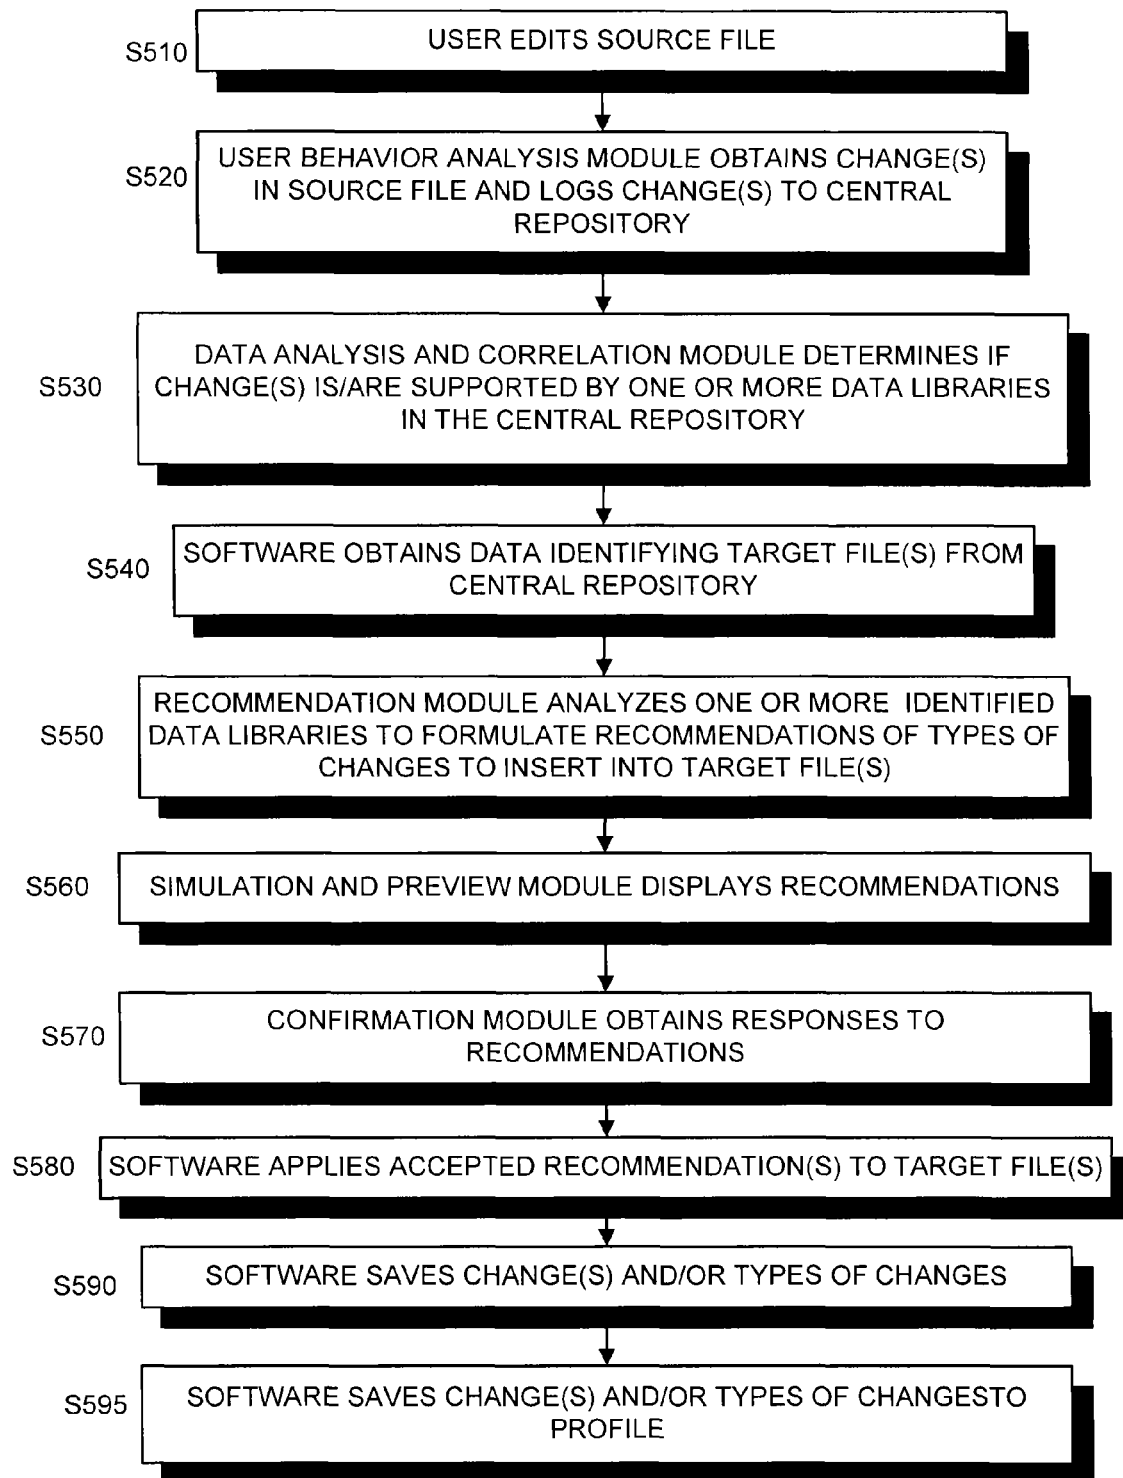 S510
USER EDITS SOURCE FILE
S520
USER BEHAVIOR ANALYSIS MODULE OBTAINS CHANGE(S)
IN SOURCE FILE AND LOGS CHANGE(S) TO CENTRAL
REPOSITORY
S530
DATA ANALYSIS AND CORRELATION MODULE DETERMINES IF
CHANGE(S) IS/ARE SUPPORTED BY ONE OR MORE DATA LIBRARIES
IN THE CENTRAL REPOSITORY
S540
SOFTWARE OBTAINS DATA IDENTIFYING TARGET FILE(S) FROM
CENTRAL REPOSITORY
S550
RECOMMENDATION MODULE ANALYZES ONE OR MORE IDENTIFIED
DATA LIBRARIES TO FORMULATE RECOMMENDATIONS OF TYPES OF
CHANGES TO INSERT INTO TARGET FILE(S)
S560
SIMULATION AND PREVIEW MODULE DISPLAYS RECOMMENDATIONS
S570
CONFIRMATION MODULE OBTAINS RESPONSES TO
RECOMMENDATIONS
S580
SOFTWARE APPLIES ACCEPTED RECOMMENDATION(S) TO TARGET FILE(S)
S590
SOFTWARE SAVES CHANGE(S) AND/OR TYPES OF CHANGES
S595
SOFTWARE SAVES CHANGE(S) AND/OR TYPES OF CHANGESTO
PROFILE